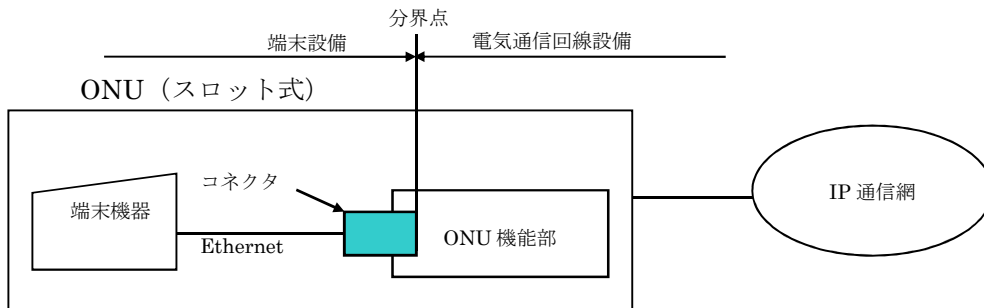 分界点
端末設備
電気通信回線設備
ONU（スロット式）
コネクタ
端末機器
Ethernet
ONU 機能部
IP 通信網